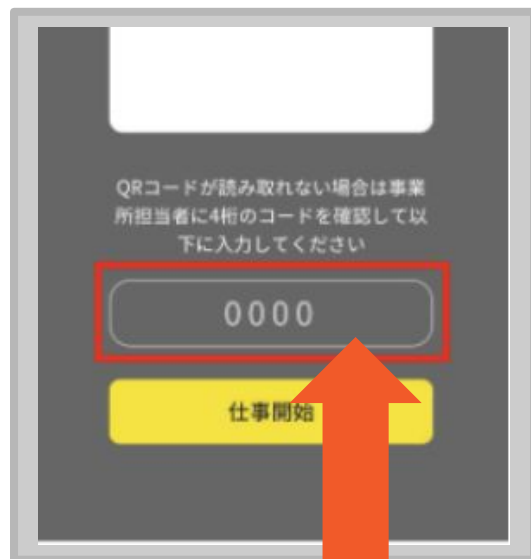 QRコードが読み取れない場合は事業
所担当者に4桁のコードを確認して以
下に入力してください
0000
仕事開始